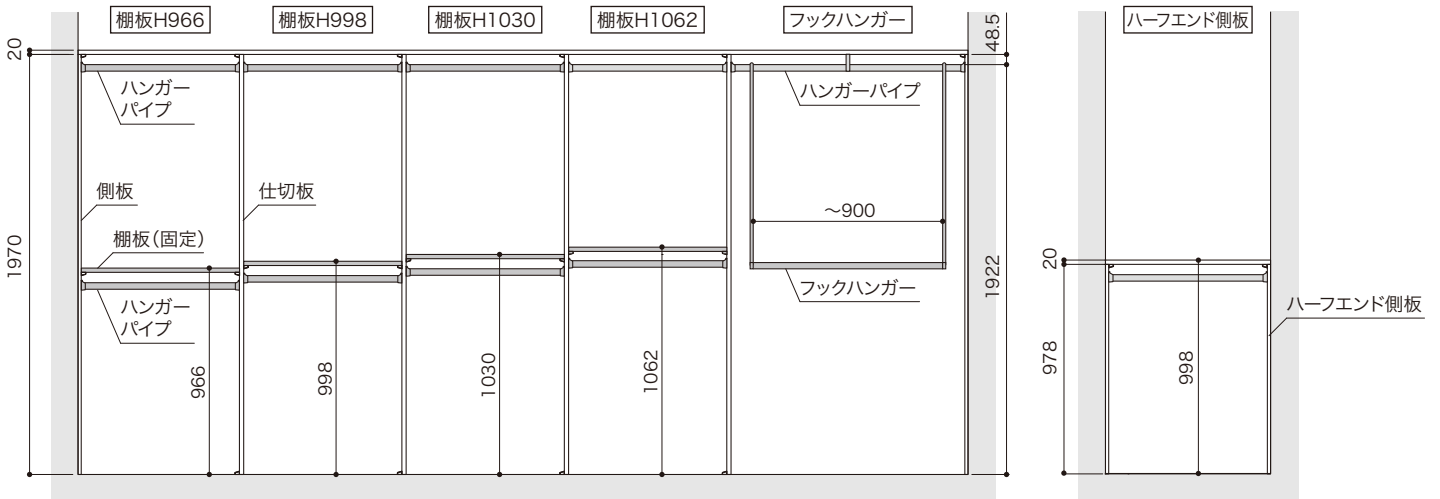 棚板H966
棚板H998
棚板H1030
棚板H1062
フックハンガー
ハーフエンド側板
20
48.5
ハンガー
パイプ
ハンガーパイプ
側板
仕切板
～900
棚板（固定）
1970
1922
フックハンガー
ハンガー
パイプ
966
998
1030
1062
20
ハーフエンド側板
978
998